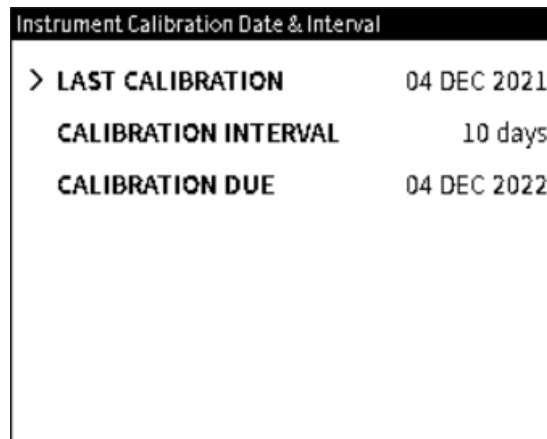 Instrument Calibration Date & Interval
> LAST CALIBRATION 04 DEC 2021
CALIBRATION INTERVAL 10 days
CALIBRATION DUE 04 DEC 2022